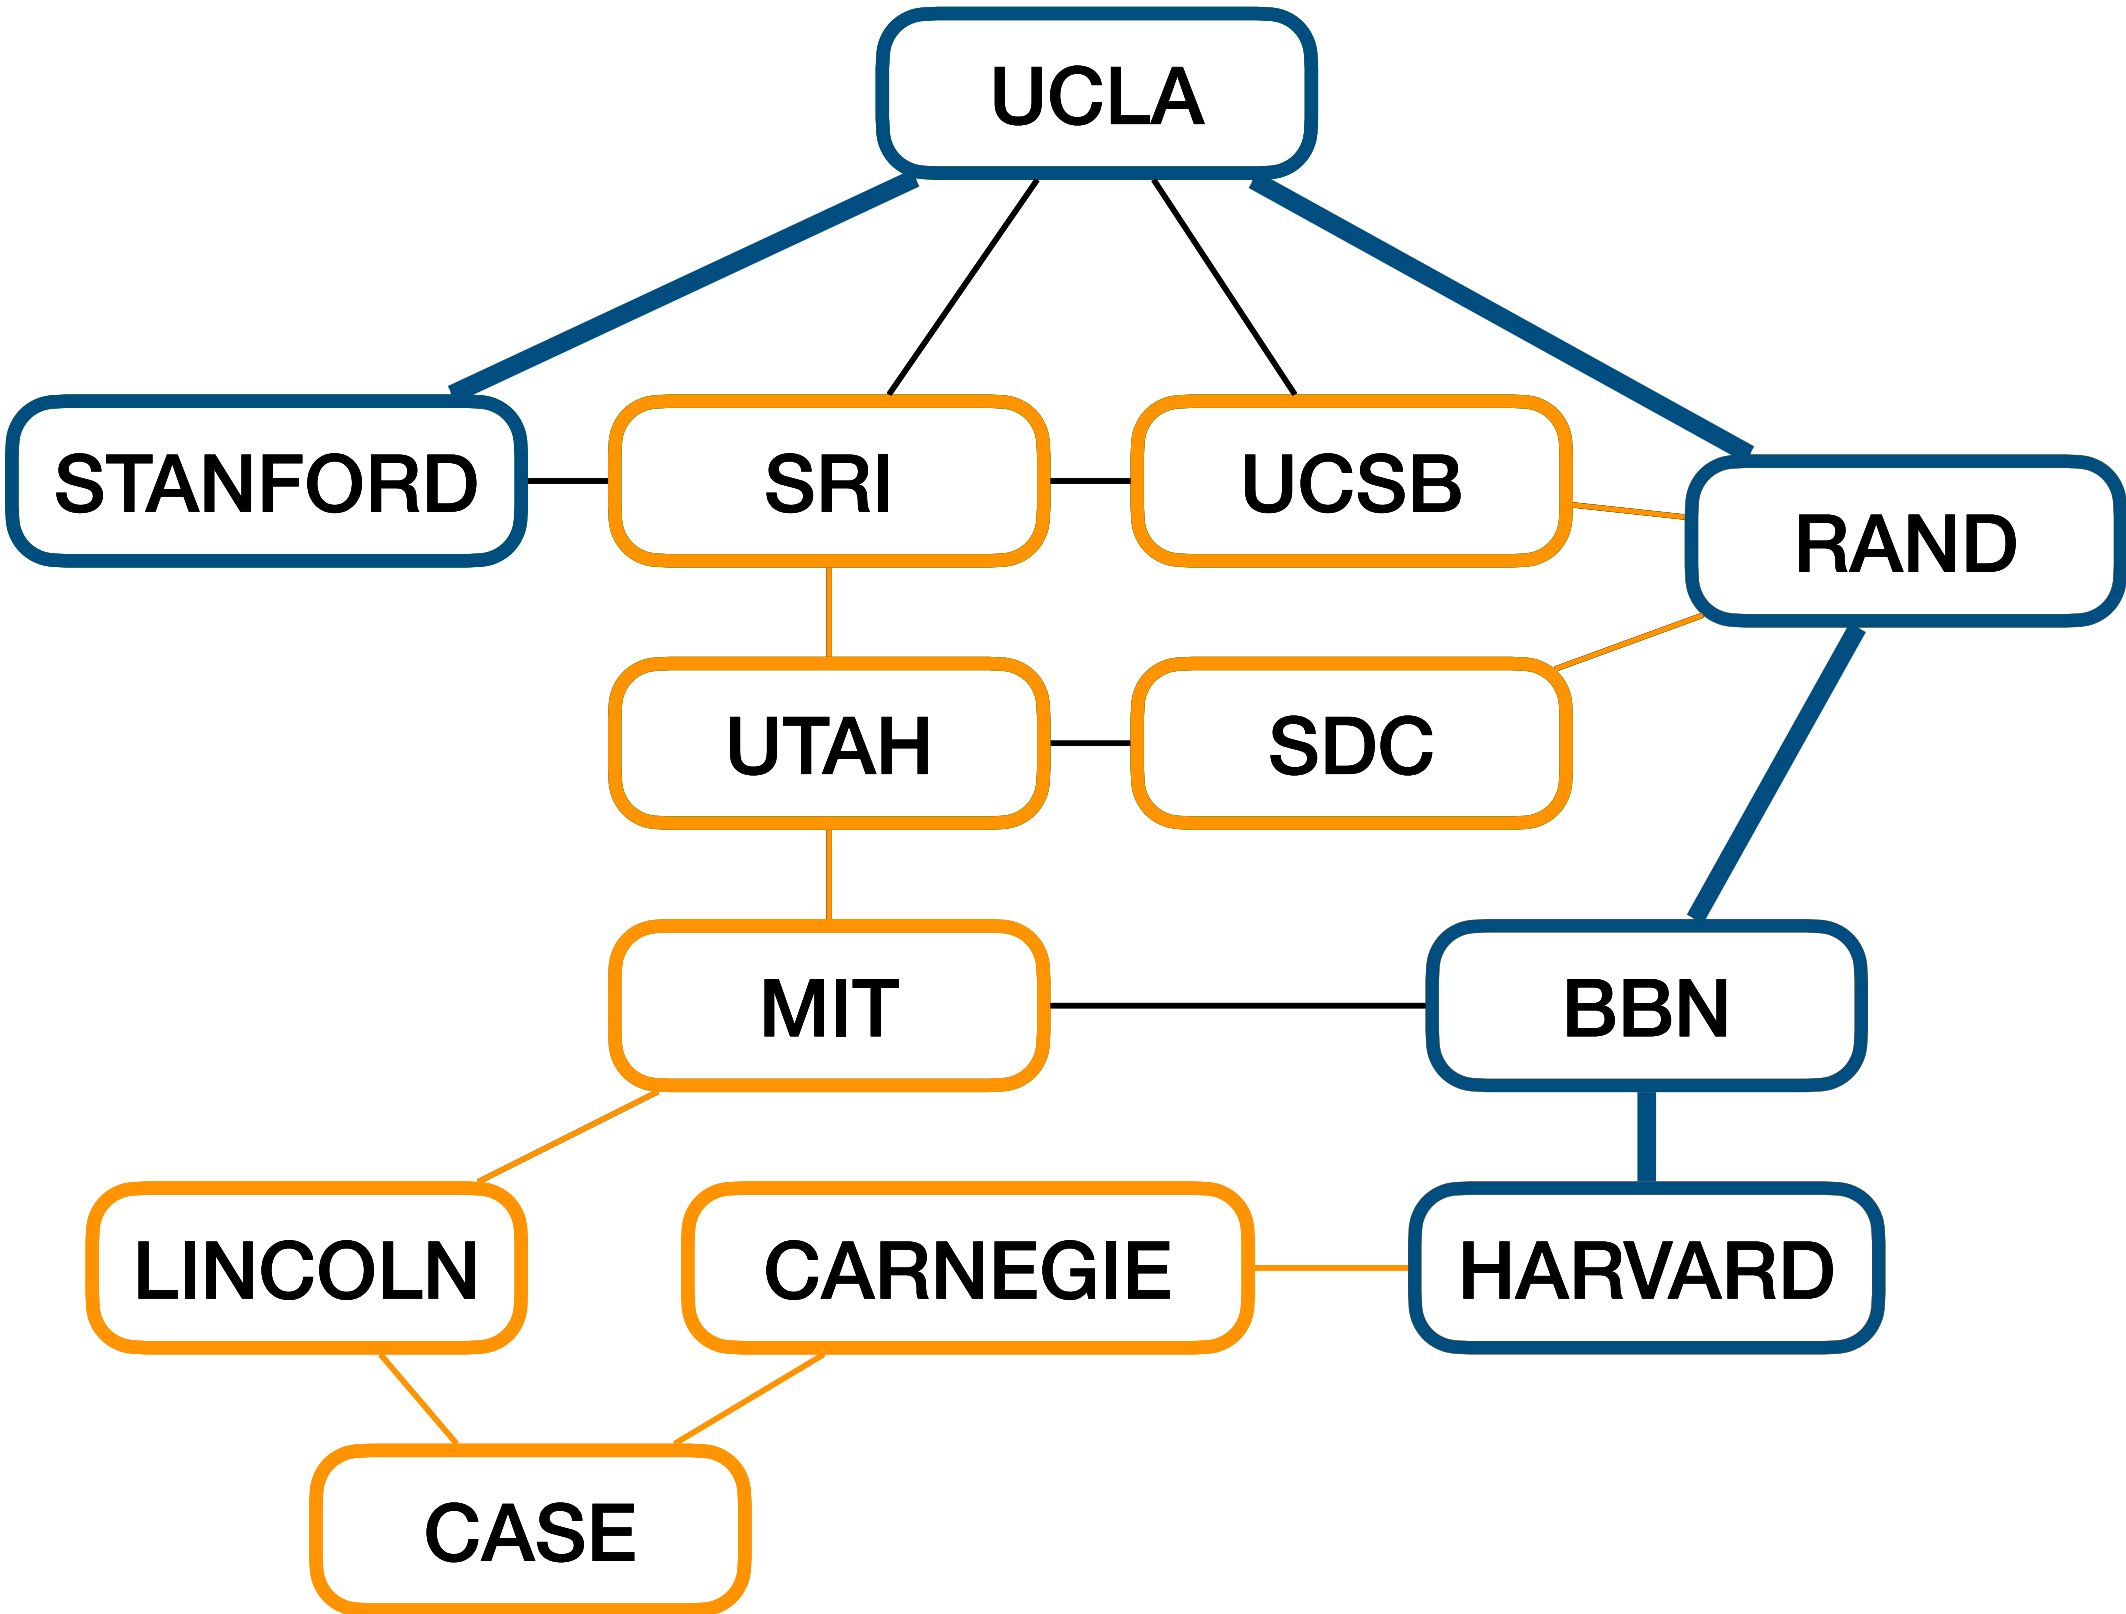 UCLA
STANFORD
SRI
UCSB
RAND
UTAH
SDC
MIT
BBN
LINCOLN
CARNEGIE
HARVARD
CASE